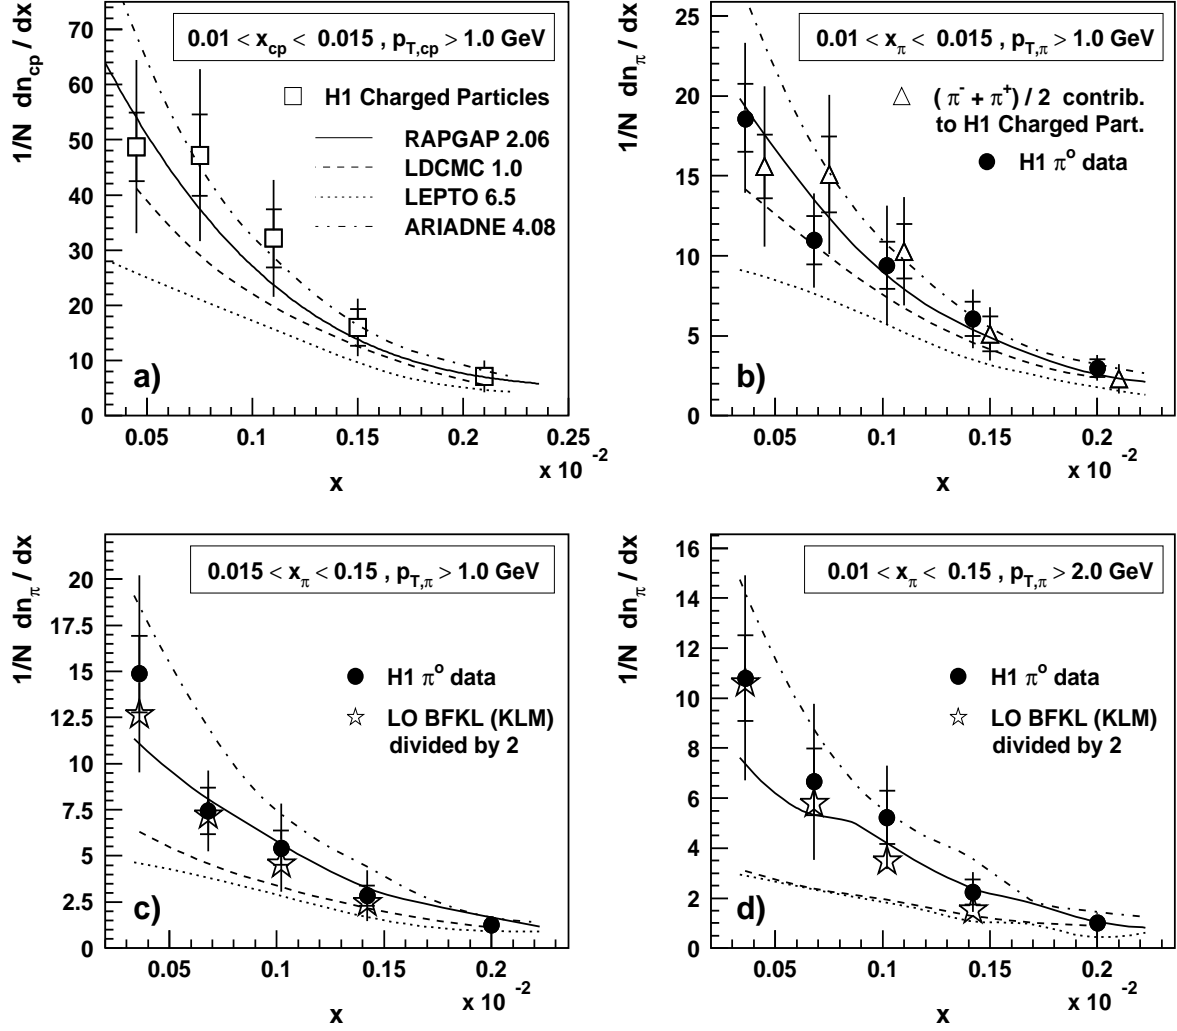 1/N dn_cp / dx
70
60
50
40
30
20
10
0
0.01 < x_cp < 0.015 , p_T,cp > 1.0 GeV
H1 Charged Particles
RAPGAP 2.06
LDCMC 1.0
LEPTO 6.5
ARIADNE 4.08
a)
0.05 0.1 0.15 0.2 0.25
x 10^-2
x
1/N dn_π / dx
25
20
15
10
5
0
0.01 < x_π < 0.015 , p_T,π > 1.0 GeV
( π^- + π^+ ) / 2 contrib.
to H1 Charged Part.
H1 π^o data
b)
0.05 0.1 0.15 0.2
x 10^-2
x
1/N dn_π / dx
20
17.5
15
12.5
10
7.5
5
2.5
0
0.015 < x_π < 0.15 , p_T,π > 1.0 GeV
H1 π^o data
LO BFKL (KLM)
divided by 2
c)
0.05 0.1 0.15 0.2
x 10^-2
x
1/N dn_π / dx
16
14
12
10
8
6
4
2
0
0.01 < x_π < 0.15 , p_T,π > 2.0 GeV
H1 π^o data
LO BFKL (KLM)
divided by 2
d)
0.05 0.1 0.15 0.2
x 10^-2
x